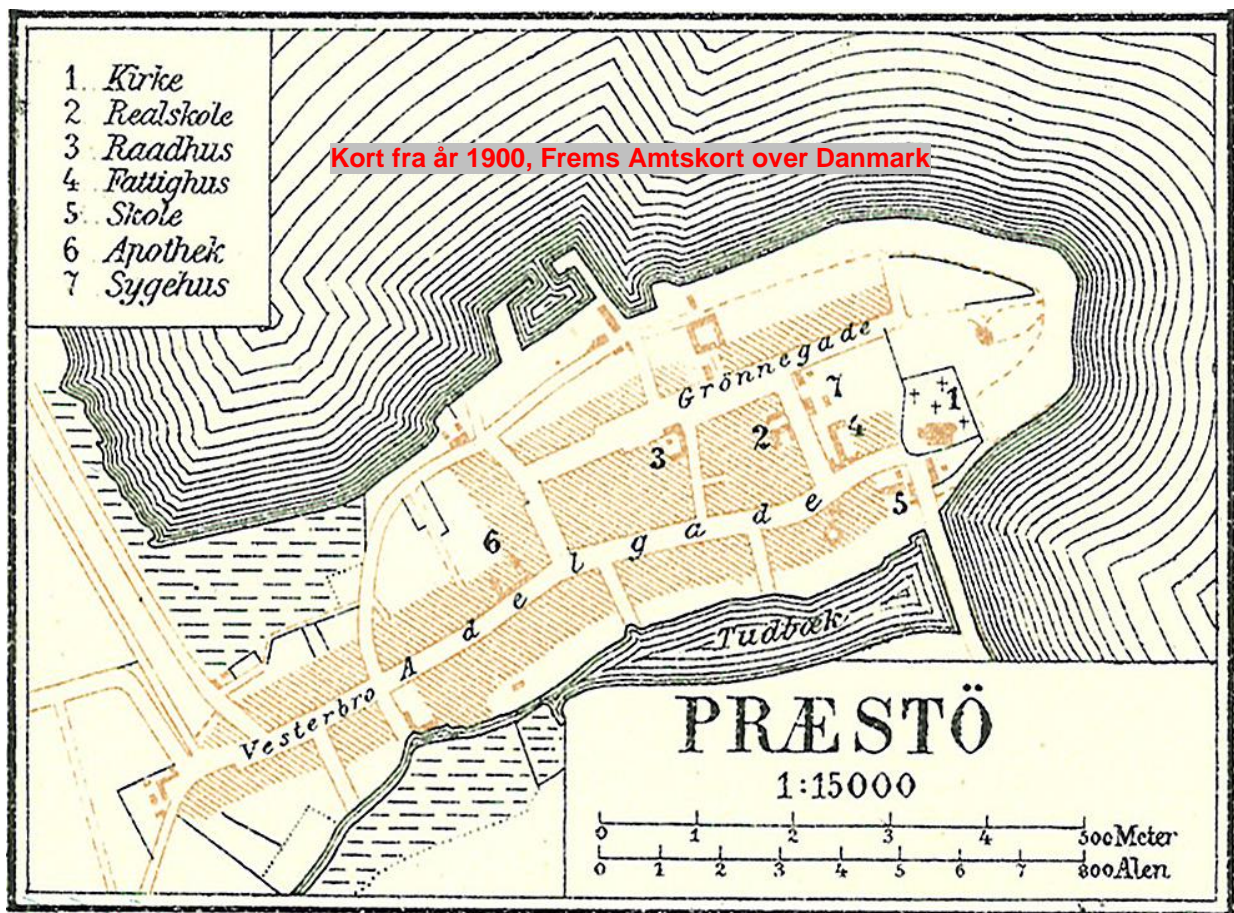 1 Kirke
2 Realskole
3 Raadhus
4 Fattighus
5 Skole
6 Apothek
7 Sygehus
Kort fra år 1900, Frems Amtskort over Danmark
Grönnegade
7
1
2
4
3
5
6
Adelgade
Vesterbro
Tudbæk
PRÆSTÖ
1:15000
0 1 2 3 4 500 Meter
0 1 2 3 4 5 6 7 800 Alen